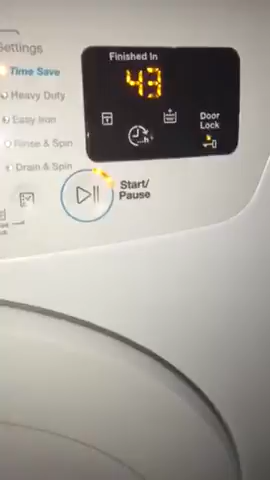 Settings
Time Save
Heavy Duty
Easy Iron
Rinse & Spin
Drain & Spin
Finished In
43
Door
Lock
...h
Start/
Pause